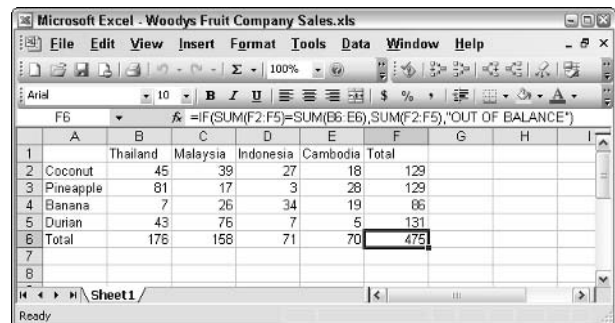 Microsoft Excel - Woodys Fruit Company Sales.xls
File Edit View Insert Format Tools Data Window Help
100%
Arial 10 B I U $ % , A
F6 fx =IF(SUM(F2:F5)=SUM(B6:E6),SUM(F2:F5),"OUT OF BALANCE")
A B C D E F G H I
1 Thailand Malaysia Indonesia Cambodia Total
2 Coconut 45 39 27 18 129
3 Pineapple 81 17 3 28 129
4 Banana 7 26 34 19 86
5 Durian 43 76 7 5 131
6 Total 176 158 71 70 475
7
8
Sheet1
Ready